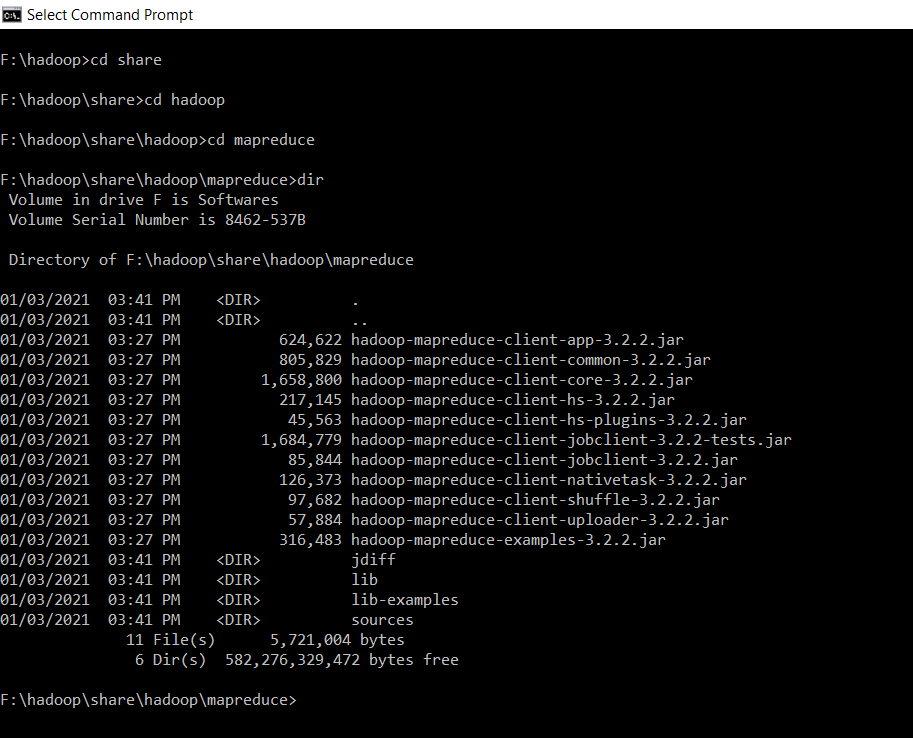 Select Command Prompt
F:\hadoop>cd share
F:\hadoop\share>cd hadoop
F:\hadoop\share\hadoop>cd mapreduce
F:\hadoop\share\hadoop\mapreduce>dir
 Volume in drive F is Softwares
 Volume Serial Number is 8462-537B
 Directory of F:\hadoop\share\hadoop\mapreduce
01/03/2021  03:41 PM    <DIR>          .
01/03/2021  03:41 PM    <DIR>          ..
01/03/2021  03:27 PM           624,622 hadoop-mapreduce-client-app-3.2.2.jar
01/03/2021  03:27 PM           805,829 hadoop-mapreduce-client-common-3.2.2.jar
01/03/2021  03:27 PM         1,658,800 hadoop-mapreduce-client-core-3.2.2.jar
01/03/2021  03:27 PM           217,145 hadoop-mapreduce-client-hs-3.2.2.jar
01/03/2021  03:27 PM            45,563 hadoop-mapreduce-client-hs-plugins-3.2.2.jar
01/03/2021  03:27 PM         1,684,779 hadoop-mapreduce-client-jobclient-3.2.2-tests.jar
01/03/2021  03:27 PM            85,844 hadoop-mapreduce-client-jobclient-3.2.2.jar
01/03/2021  03:27 PM           126,373 hadoop-mapreduce-client-nativetask-3.2.2.jar
01/03/2021  03:27 PM            97,682 hadoop-mapreduce-client-shuffle-3.2.2.jar
01/03/2021  03:27 PM            57,884 hadoop-mapreduce-client-uploader-3.2.2.jar
01/03/2021  03:27 PM           316,483 hadoop-mapreduce-examples-3.2.2.jar
01/03/2021  03:41 PM    <DIR>          jdiff
01/03/2021  03:41 PM    <DIR>          lib
01/03/2021  03:41 PM    <DIR>          lib-examples
01/03/2021  03:41 PM    <DIR>          sources
              11 File(s)      5,721,004 bytes
               6 Dir(s)  582,276,329,472 bytes free
F:\hadoop\share\hadoop\mapreduce>